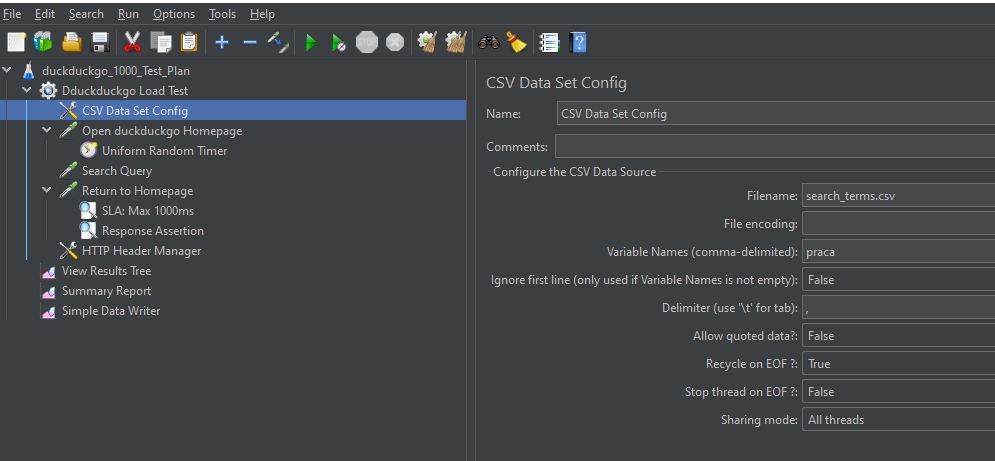 File Edit Search Run Options Tools Help
duckduckgo_1000_Test_Plan
Dduckduckgo Load Test
CSV Data Set Config
Open duckduckgo Homepage
Uniform Random Timer
Search Query
Return to Homepage
SLA: Max 1000ms
Response Assertion
HTTP Header Manager
View Results Tree
Summary Report
Simple Data Writer
CSV Data Set Config
Name: CSV Data Set Config
Comments:
Configure the CSV Data Source
Filename: search_terms.csv
File encoding:
Variable Names (comma-delimited): praca
Ignore first line (only used if Variable Names is not empty): False
Delimiter (use '\t' for tab): ,
Allow quoted data?: False
Recycle on EOF ?: True
Stop thread on EOF ?: False
Sharing mode: All threads